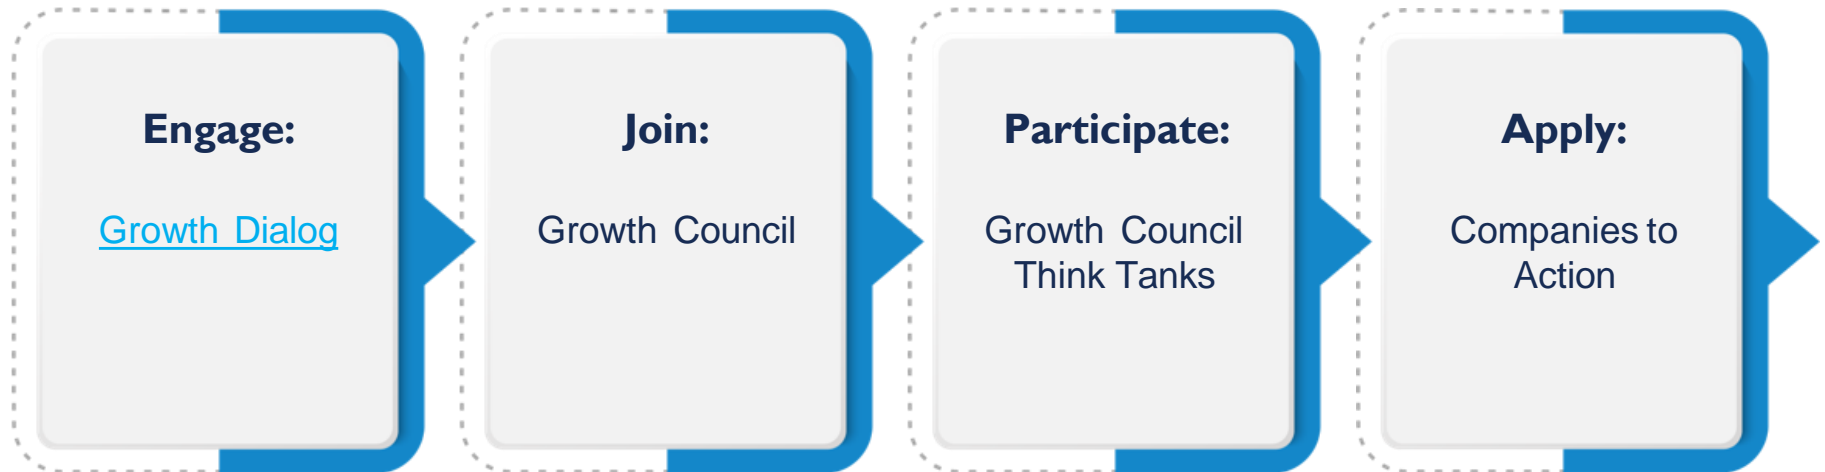 Engage:
Growth Dialog
Join:
Growth Council
Participate:
Growth Council
Think Tanks
Apply:
Companies to
Action